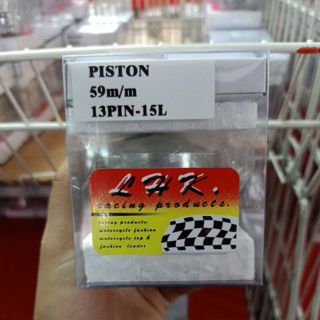 PISTON
59m/m
13PIN-15L
LHK.
racing products.
racing products.
motorcycle fashion
motorcycle top &
fashion leader